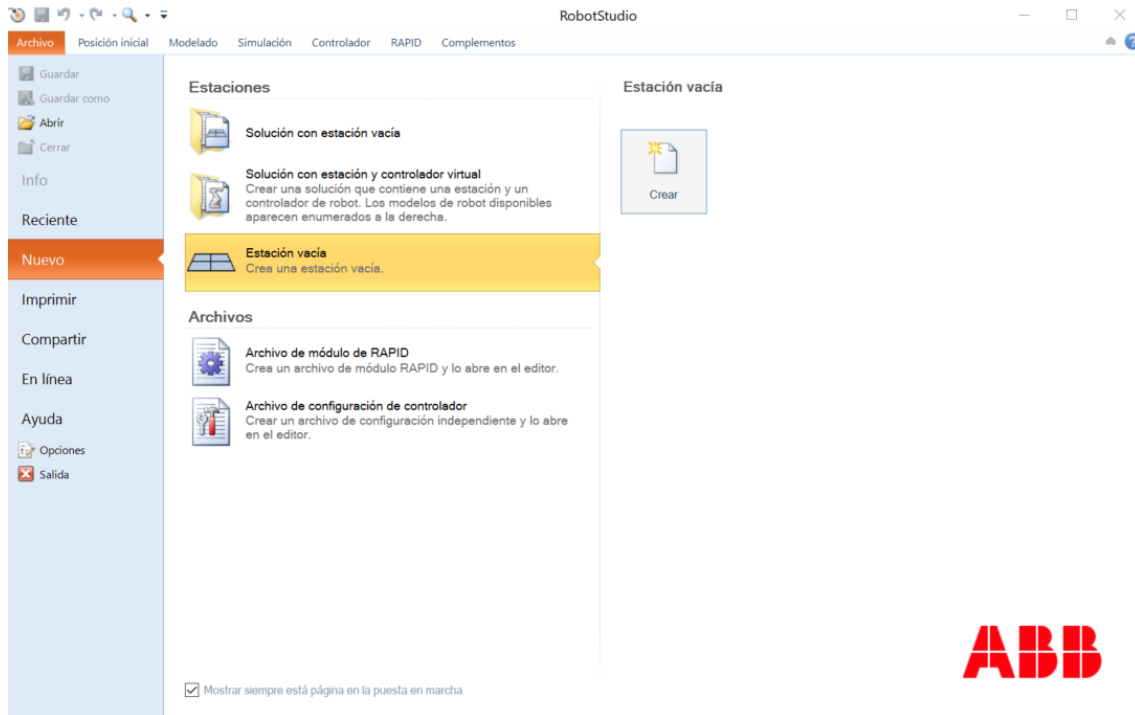 RobotStudio
Archivo Posición inicial Modelado Simulación Controlador RAPID Complementos
Guardar
Guardar como
Abrir
Cerrar
Info
Reciente
Nuevo
Imprimir
Compartir
En línea
Ayuda
Opciones
Salida
Estaciones
Solución con estación vacía
Solución con estación y controlador virtual
Crear una solución que contiene una estación y un
controlador de robot. Los modelos de robot disponibles
aparecen enumerados a la derecha.
Estación vacía
Crea una estación vacía.
Archivos
Archivo de módulo de RAPID
Crea un archivo de módulo RAPID y lo abre en el editor.
Archivo de configuración de controlador
Crear un archivo de configuración independiente y lo abre
en el editor.
Mostrar siempre está página en la puesta en marcha
Estación vacía
Crear
ABB